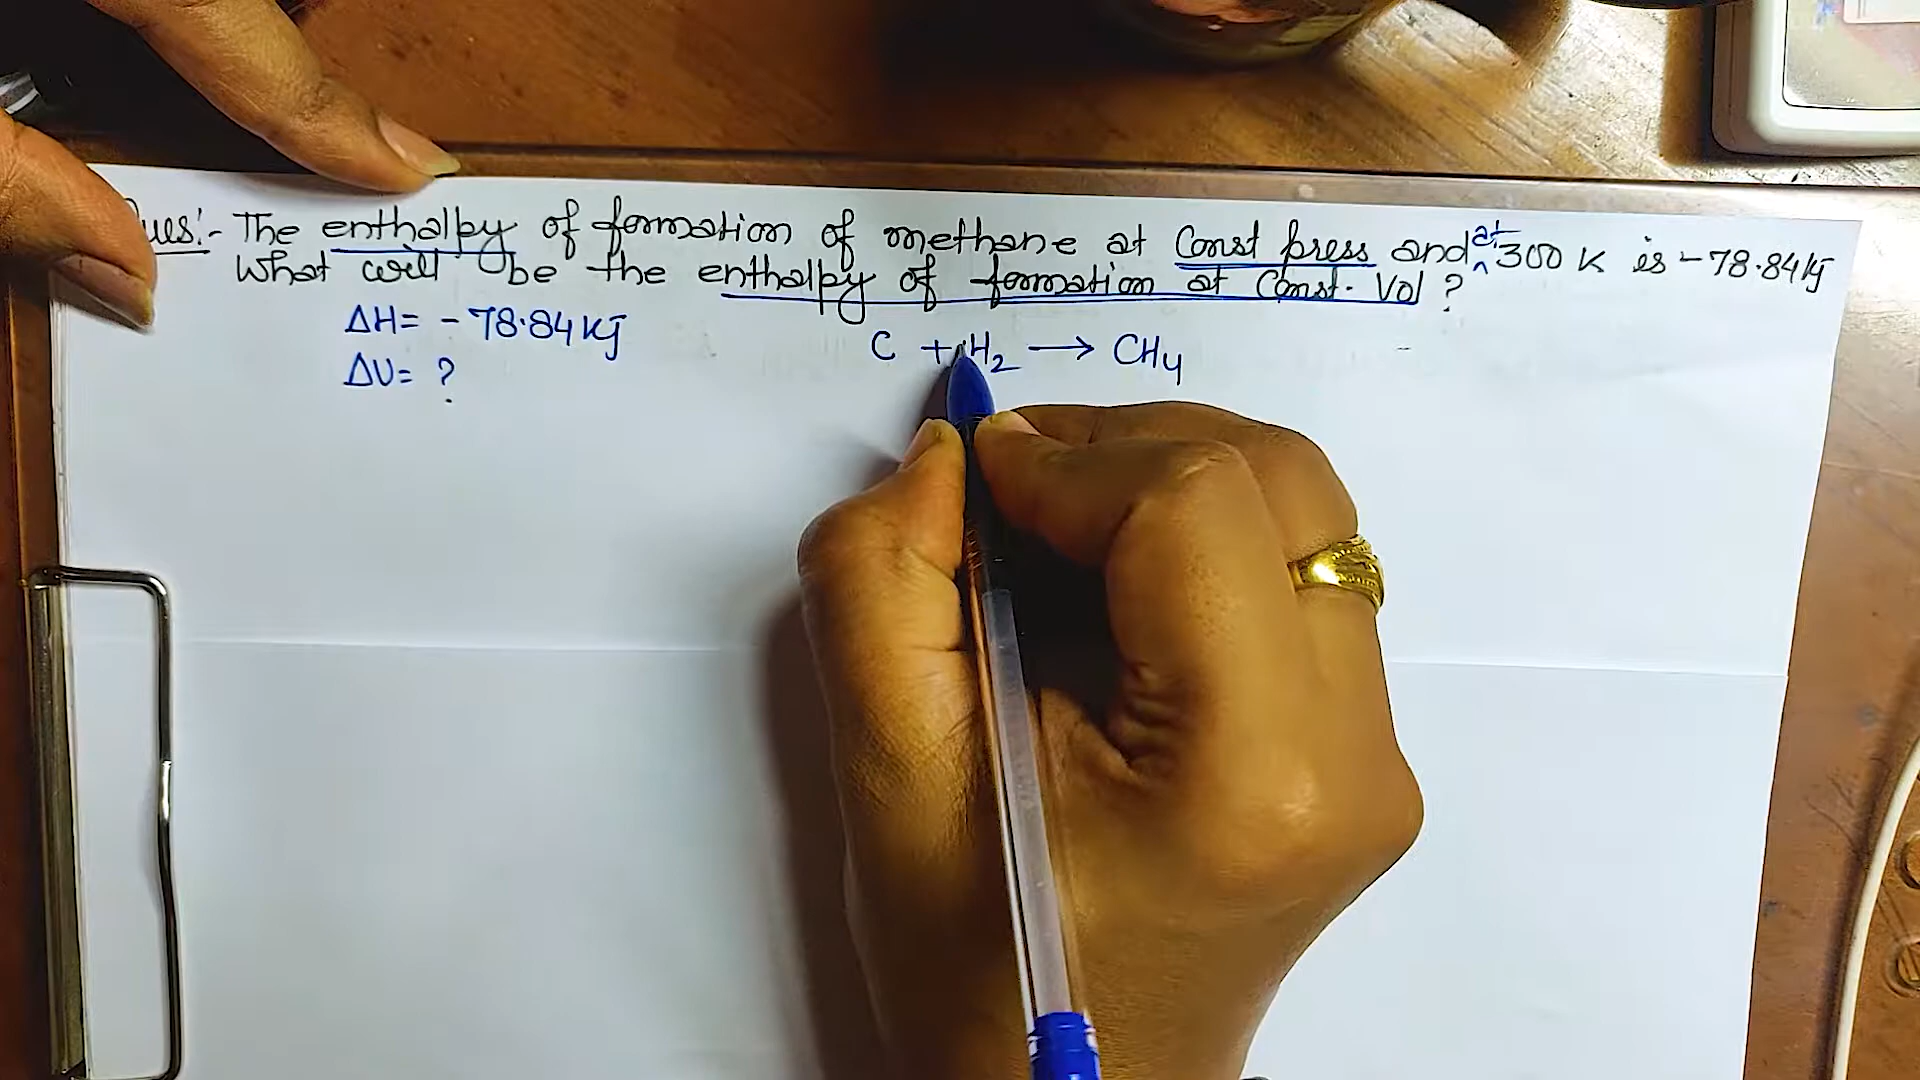 ues:- The enthalpy of formation of methane at Const press and at 300 K is -78.84 kJ
What will be the enthalpy of formation at Const. Vol ?
ΔH= -78.84 kJ
C + H₂ → CH₄
ΔU= ?